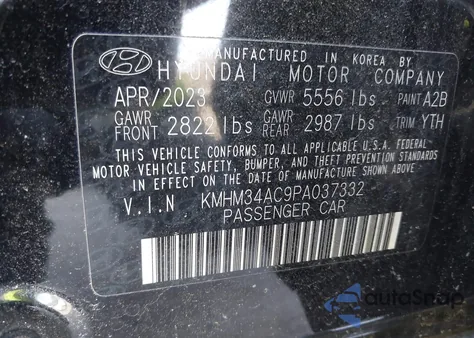 MANUFACTURED IN KOREA BY
HYUNDAI MOTOR COMPANY
APR/2023 GVWR 5556 lbs PAINT A2B
GAWR FRONT 2822 lbs GAWR REAR 2987 lbs TRIM YTH
THIS VEHICLE CONFORMS TO ALL APPLICABLE U.S.A. FEDERAL
MOTOR VEHICLE SAFETY, BUMPER, AND THEFT PREVENTION STANDARDS
IN EFFECT ON THE DATE OF MANUFACTURE SHOWN ABOVE.
V.I.N KMHM34AC9PA037332
PASSENGER CAR
autoSnap